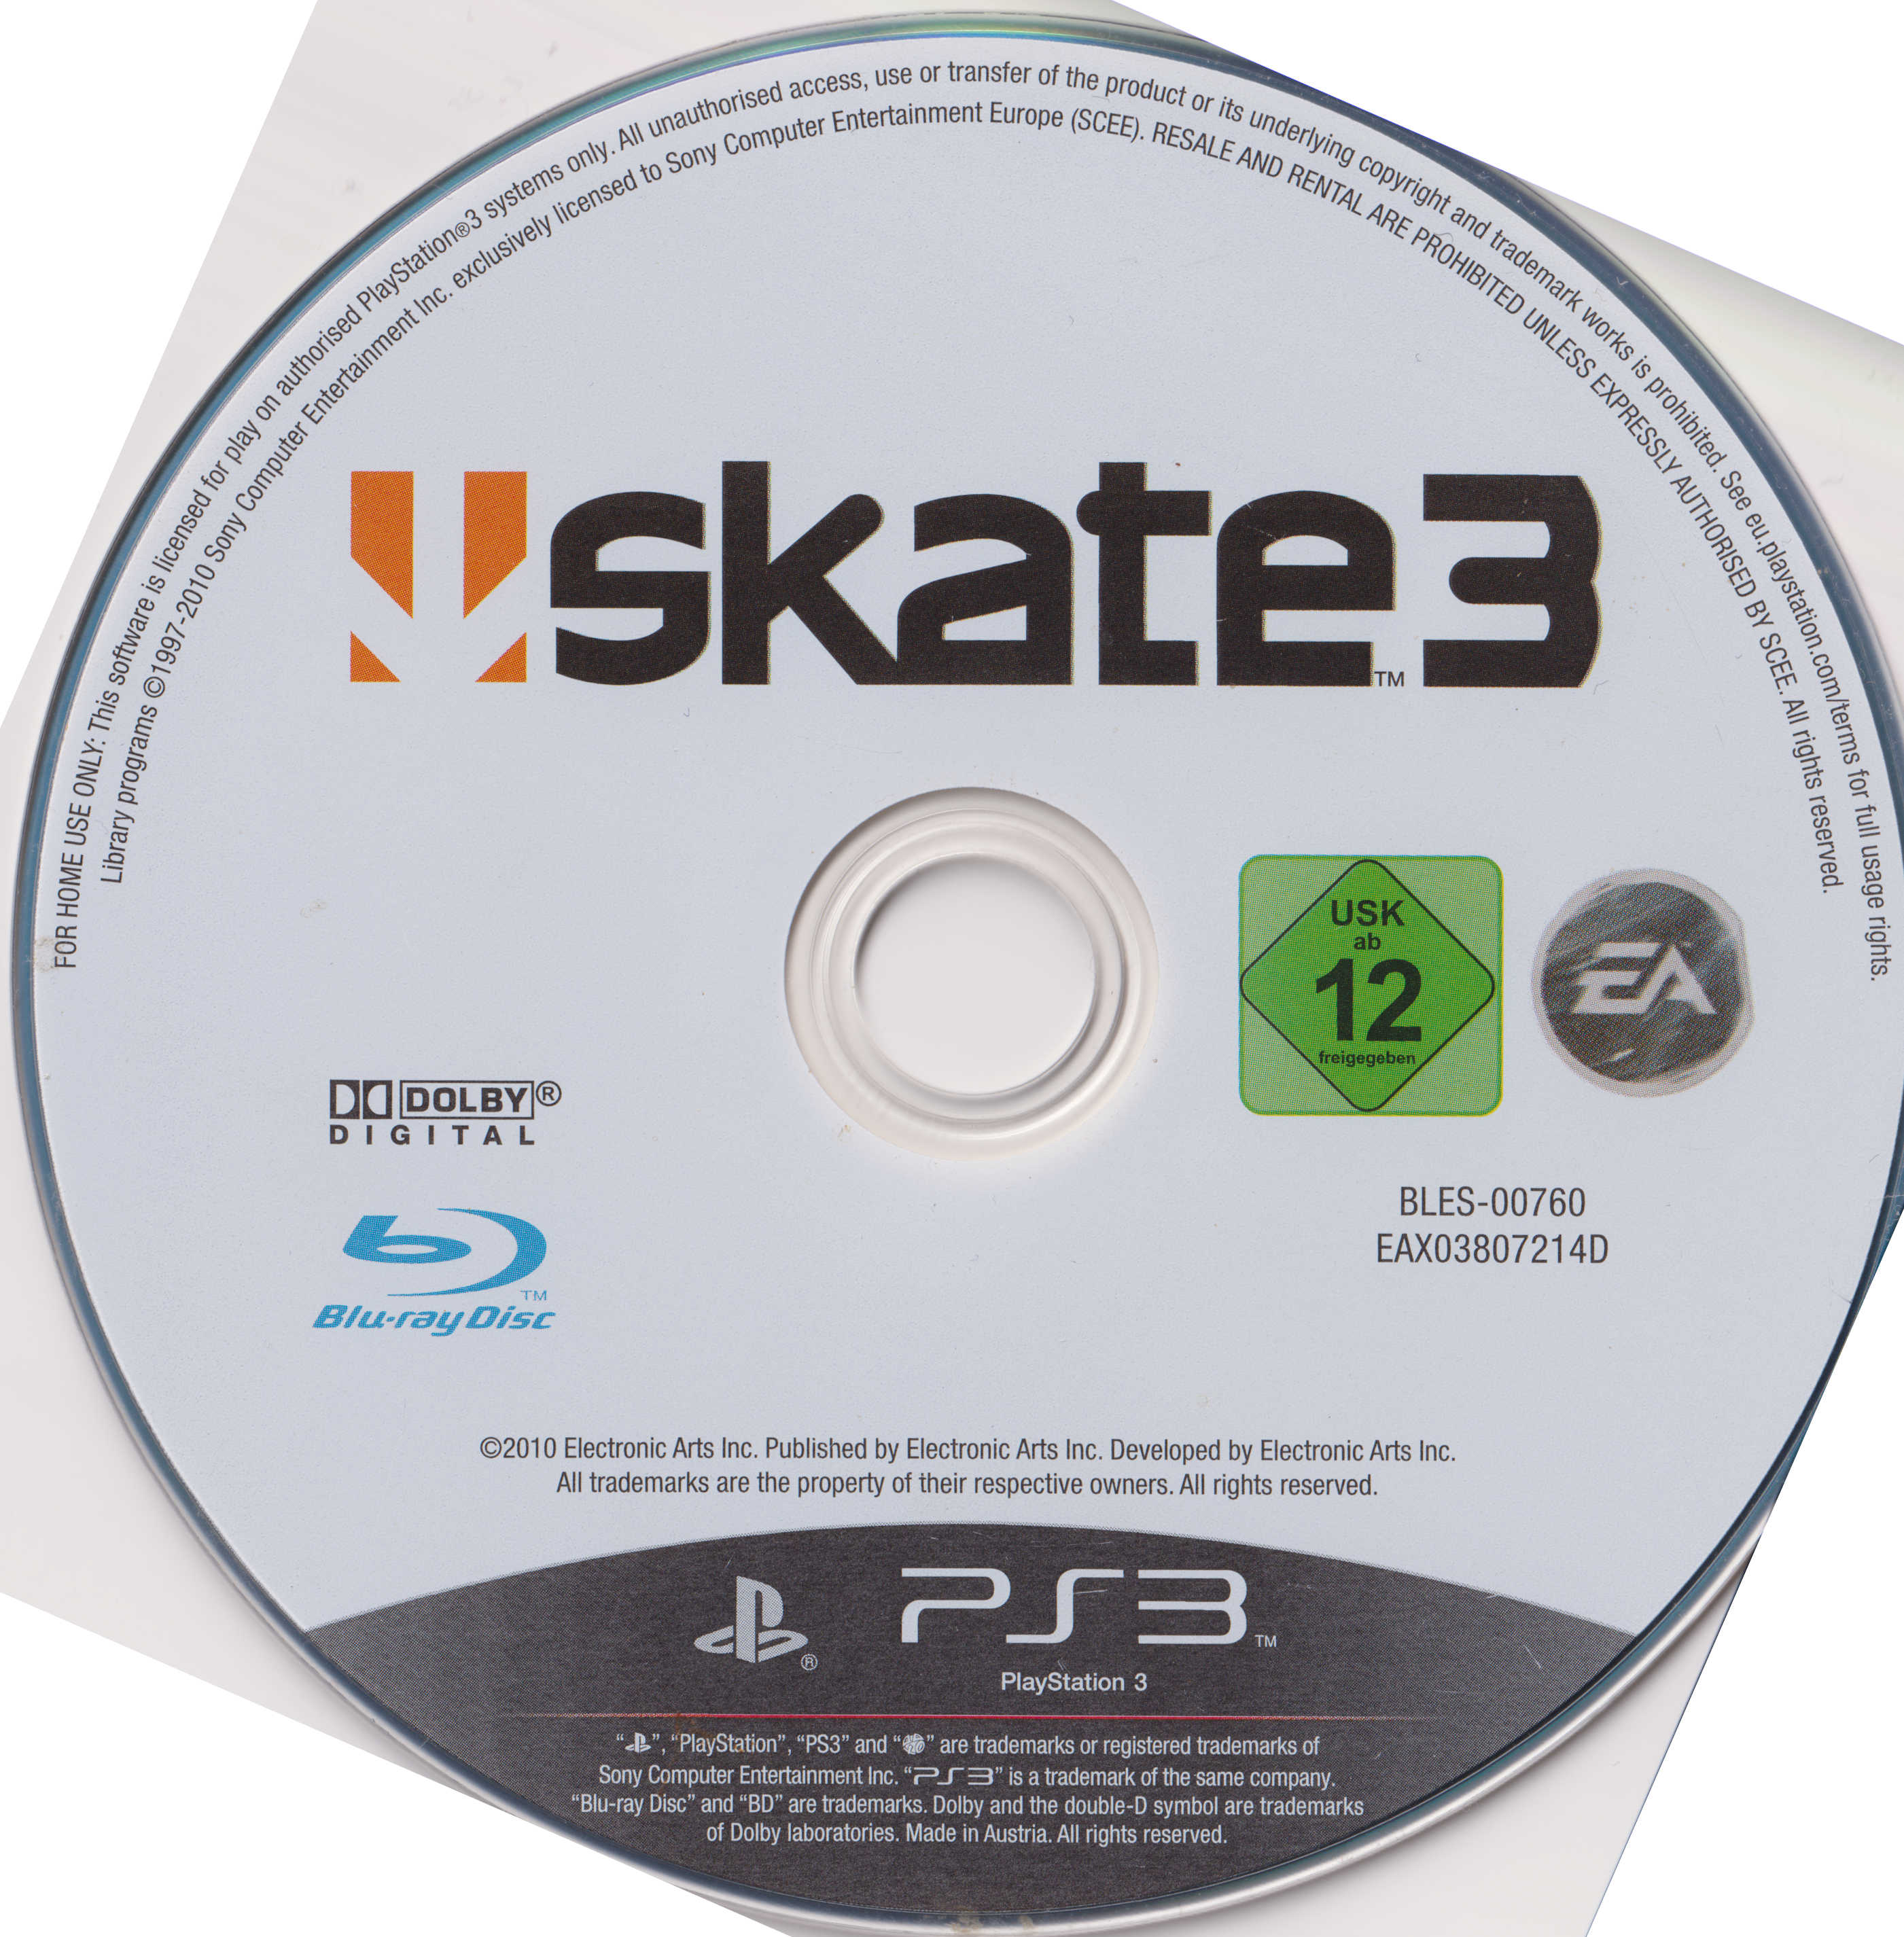 FOR HOME USE ONLY: This software is licensed for play on authorised PlayStation®3 systems only. All unauthorised access, use or transfer of the product or its underlying copyright and trademark works is prohibited. See eu.playstation.com/terms for full usage rights.
Library programs ©1997-2010 Sony Computer Entertainment Inc. exclusively licensed to Sony Computer Entertainment Europe (SCEE). RESALE AND RENTAL ARE PROHIBITED UNLESS EXPRESSLY AUTHORISED BY SCEE. All rights reserved.
skate™3
USK
ab
12
freigegeben
EA
DOLBY®
DIGITAL
BLES-00760
EAX03807214D
™
Blu-ray Disc
©2010 Electronic Arts Inc. Published by Electronic Arts Inc. Developed by Electronic Arts Inc.
All trademarks are the property of their respective owners. All rights reserved.
® PS3™
PlayStation 3
“ ”, “PlayStation”, “PS3” and “ ” are trademarks or registered trademarks of
Sony Computer Entertainment Inc. “PS3” is a trademark of the same company.
“Blu-ray Disc” and “BD” are trademarks. Dolby and the double-D symbol are trademarks
of Dolby laboratories. Made in Austria. All rights reserved.